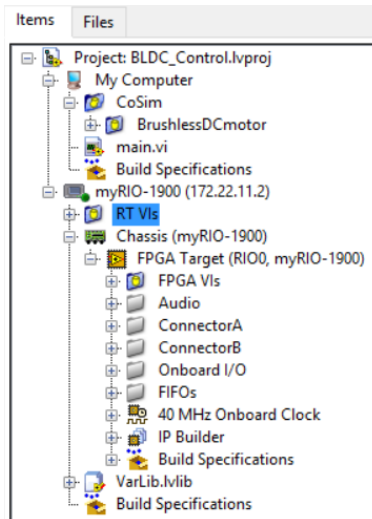 Items Files
Project: BLDC_Control.lvproj
My Computer
CoSim
BrushlessDCmotor
main.vi
Build Specifications
myRIO-1900 (172.22.11.2)
RT VIs
Chassis (myRIO-1900)
FPGA Target (RIO0, myRIO-1900)
FPGA VIs
Audio
ConnectorA
ConnectorB
Onboard I/O
FIFOs
40 MHz Onboard Clock
IP Builder
Build Specifications
VarLib.lvlib
Build Specifications